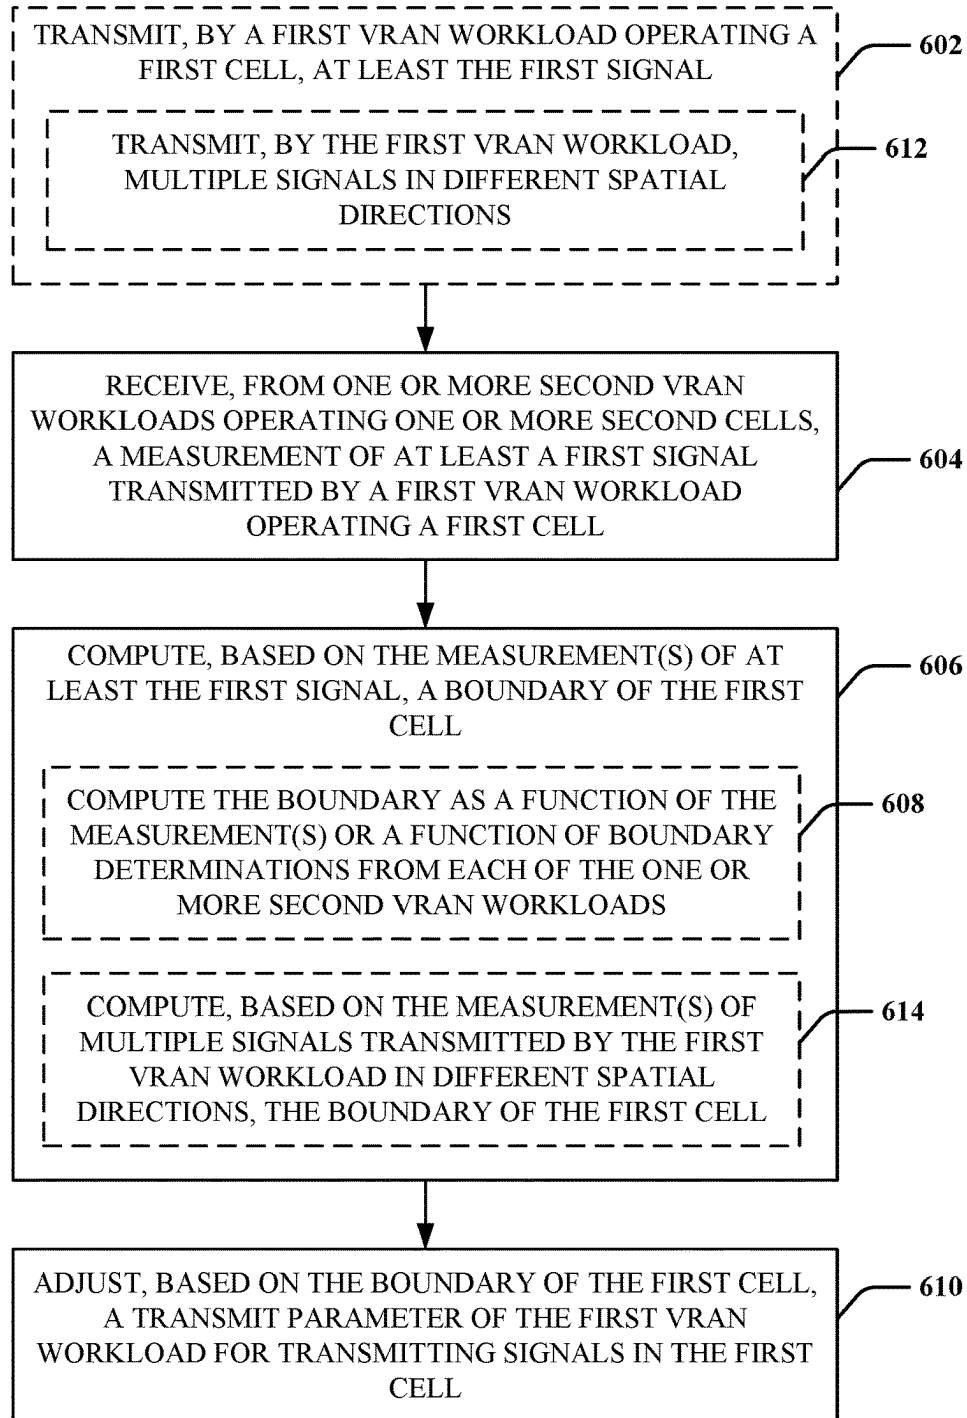 TRANSMIT, BY A FIRST VRAN WORKLOAD OPERATING A
FIRST CELL, AT LEAST THE FIRST SIGNAL
602
TRANSMIT, BY THE FIRST VRAN WORKLOAD,
MULTIPLE SIGNALS IN DIFFERENT SPATIAL
DIRECTIONS
612
RECEIVE, FROM ONE OR MORE SECOND VRAN
WORKLOADS OPERATING ONE OR MORE SECOND CELLS,
A MEASUREMENT OF AT LEAST A FIRST SIGNAL
TRANSMITTED BY A FIRST VRAN WORKLOAD
OPERATING A FIRST CELL
604
COMPUTE, BASED ON THE MEASUREMENT(S) OF AT
LEAST THE FIRST SIGNAL, A BOUNDARY OF THE FIRST
CELL
606
COMPUTE THE BOUNDARY AS A FUNCTION OF THE
MEASUREMENT(S) OR A FUNCTION OF BOUNDARY
DETERMINATIONS FROM EACH OF THE ONE OR
MORE SECOND VRAN WORKLOADS
608
COMPUTE, BASED ON THE MEASUREMENT(S) OF
MULTIPLE SIGNALS TRANSMITTED BY THE FIRST
VRAN WORKLOAD IN DIFFERENT SPATIAL
DIRECTIONS, THE BOUNDARY OF THE FIRST CELL
614
ADJUST, BASED ON THE BOUNDARY OF THE FIRST CELL,
A TRANSMIT PARAMETER OF THE FIRST VRAN
WORKLOAD FOR TRANSMITTING SIGNALS IN THE FIRST
CELL
610